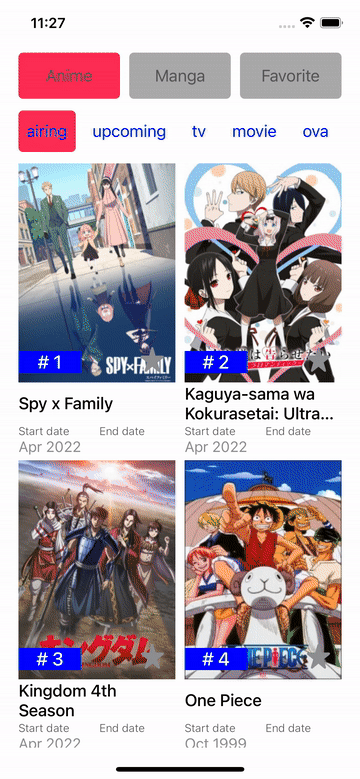 11:27
Anime Manga Favorite
airing upcoming tv movie ova
SPY×FAMILY
# 1 # 2
Spy x Family
Kaguya-sama wa
Kokurasetai: Ultra...
Start date End date Start date End date
Apr 2022 Apr 2022
キングダム
# 3 # 4
ONE PIECE
Kingdom 4th
Season
One Piece
Start date End date Start date End date
Apr 2022 Oct 1999